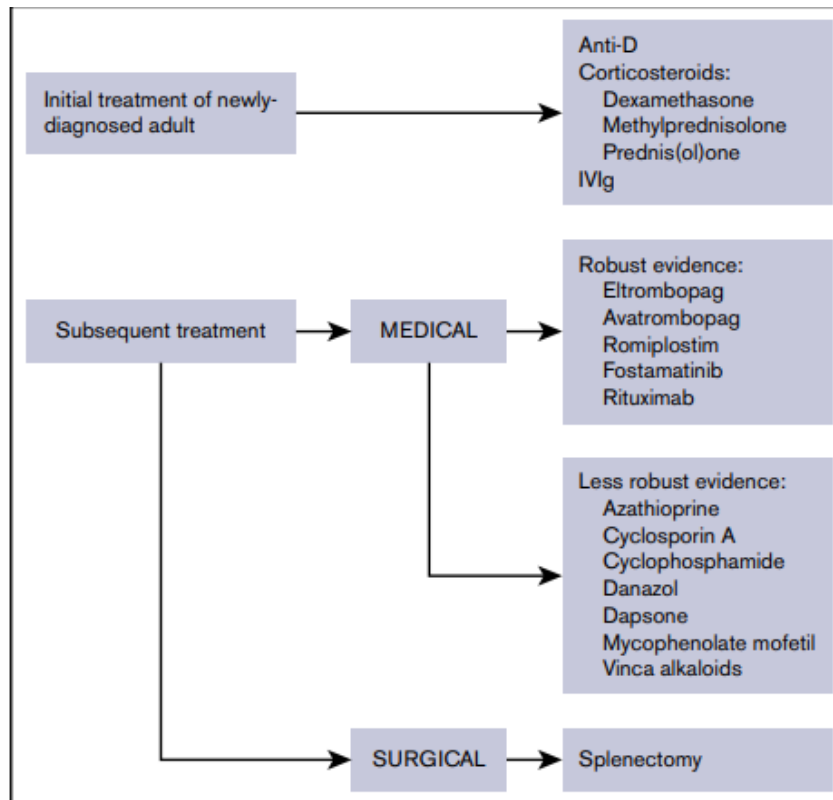 Initial treatment of newly-
diagnosed adult
Anti-D
Corticosteroids:
Dexamethasone
Methylprednisolone
Prednis(ol)one
IVIg
Subsequent treatment
MEDICAL
Robust evidence:
Eltrombopag
Avatrombopag
Romiplostim
Fostamatinib
Rituximab
Less robust evidence:
Azathioprine
Cyclosporin A
Cyclophosphamide
Danazol
Dapsone
Mycophenolate mofetil
Vinca alkaloids
SURGICAL
Splenectomy